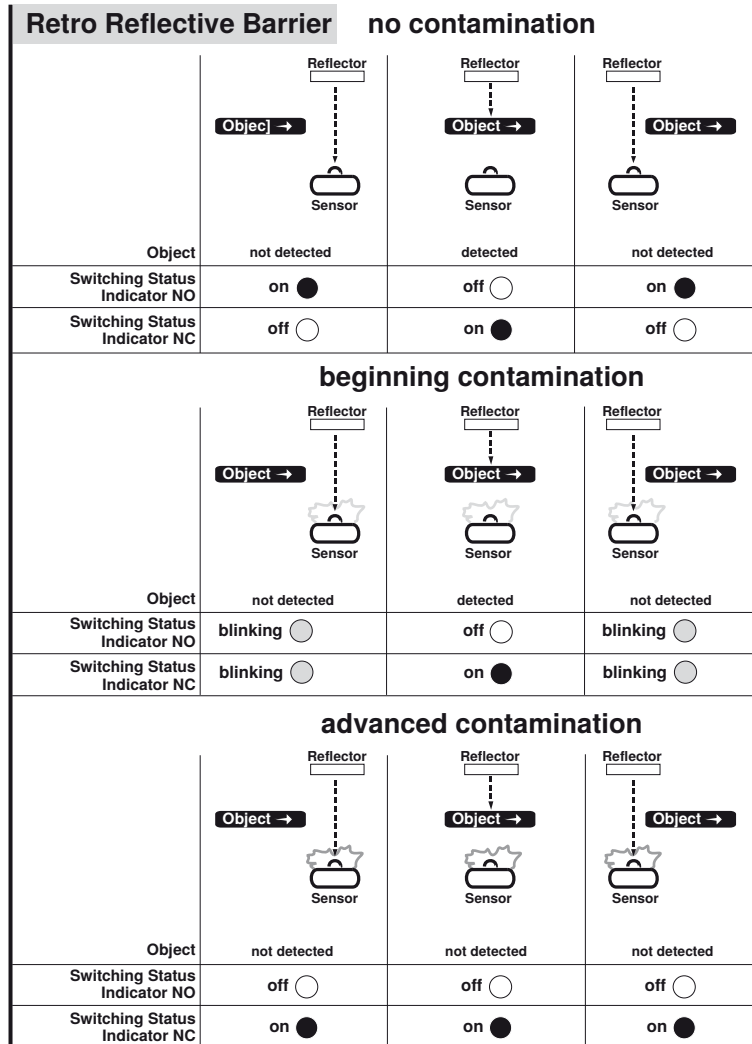 Retro Reflective Barrier no contamination
Reflector Reflector Reflector
Objec] → Object → Object →
Sensor Sensor Sensor
Object not detected detected not detected
Switching Status
Indicator NO on off on
Switching Status
Indicator NC off on off
beginning contamination
Reflector Reflector Reflector
Object → Object → Object →
Sensor Sensor Sensor
Object not detected detected not detected
Switching Status
Indicator NO blinking off blinking
Switching Status
Indicator NC blinking on blinking
advanced contamination
Reflector Reflector Reflector
Object → Object → Object →
Sensor Sensor Sensor
Object not detected not detected not detected
Switching Status
Indicator NO off off off
Switching Status
Indicator NC on on on